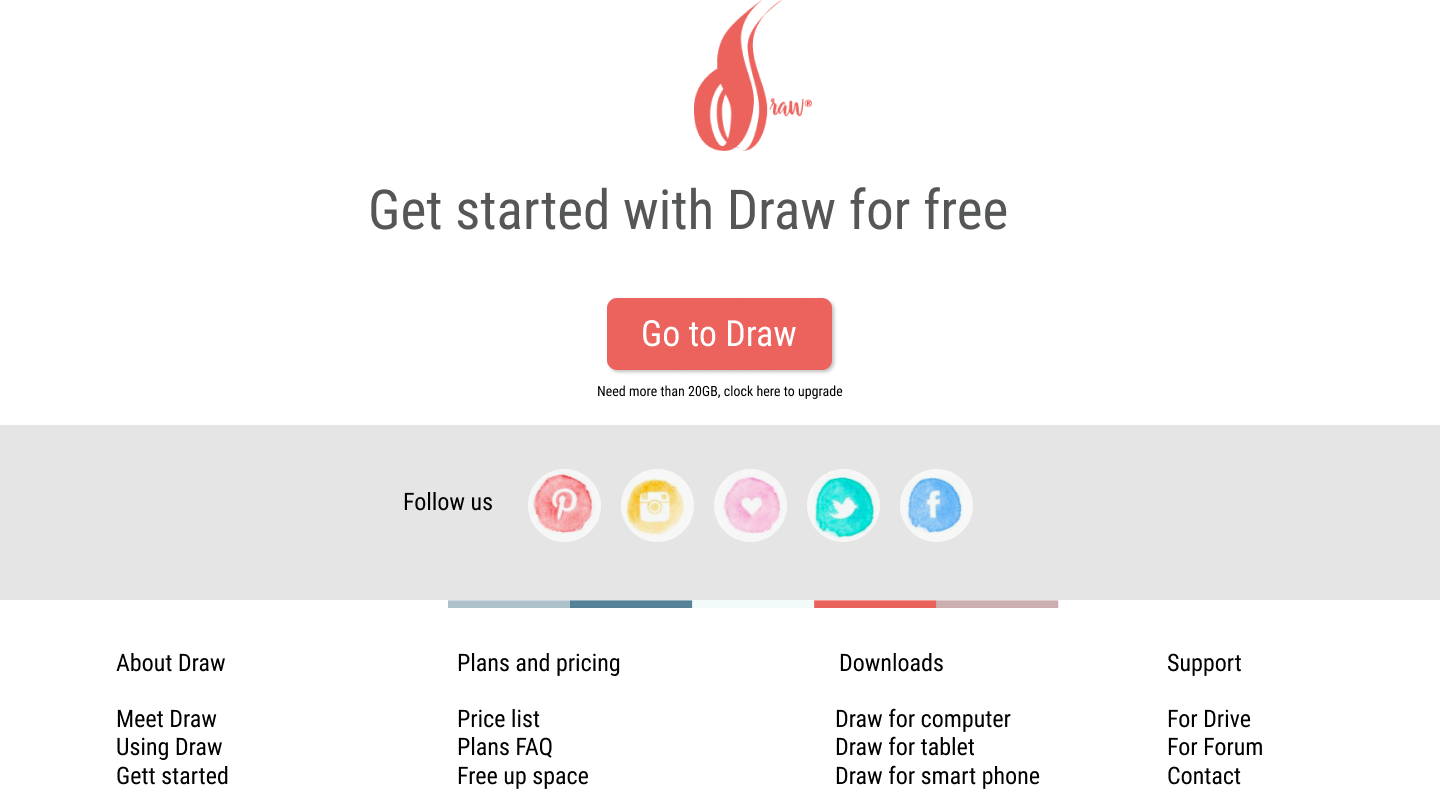 raw®
Get started with Draw for free
Go to Draw
Need more than 20GB, clock here to upgrade
Follow us
About Draw
Meet Draw
Using Draw
Gett started
Plans and pricing
Price list
Plans FAQ
Free up space
Downloads
Draw for computer
Draw for tablet
Draw for smart phone
Support
For Drive
For Forum
Contact